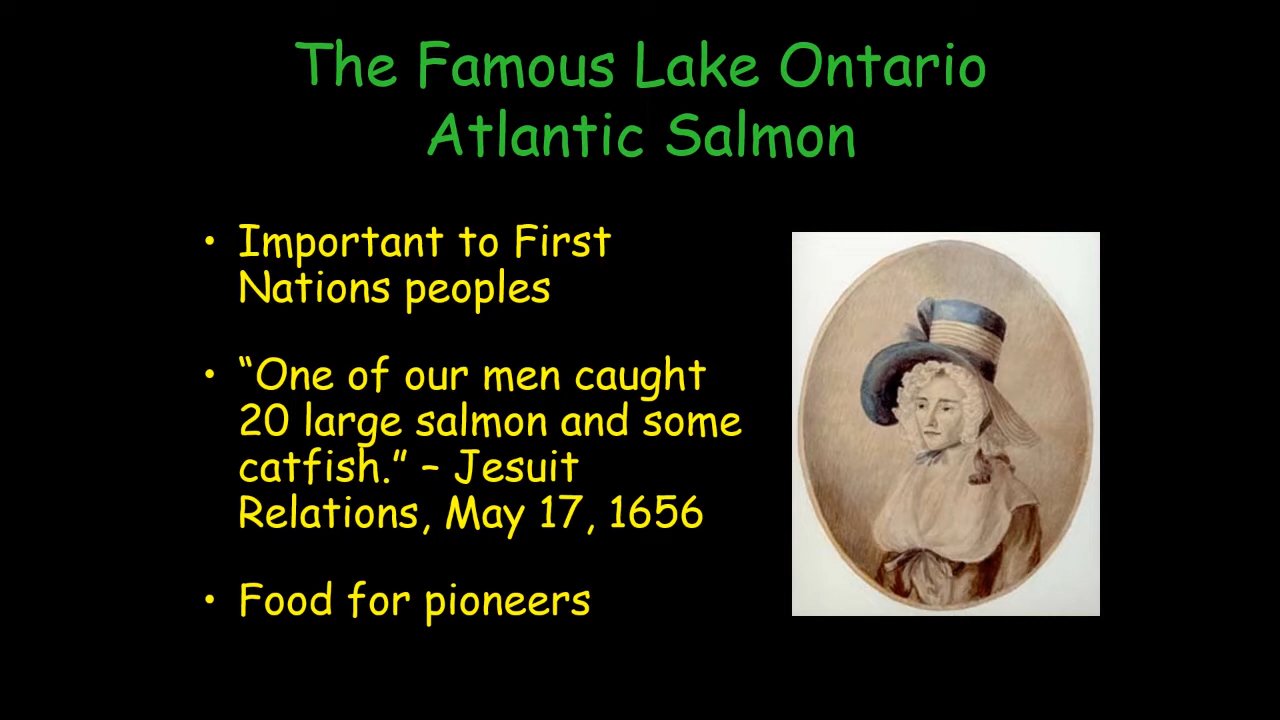 The Famous Lake Ontario
Atlantic Salmon
• Important to First
Nations peoples
• “One of our men caught
20 large salmon and some
catfish.” – Jesuit
Relations, May 17, 1656
• Food for pioneers